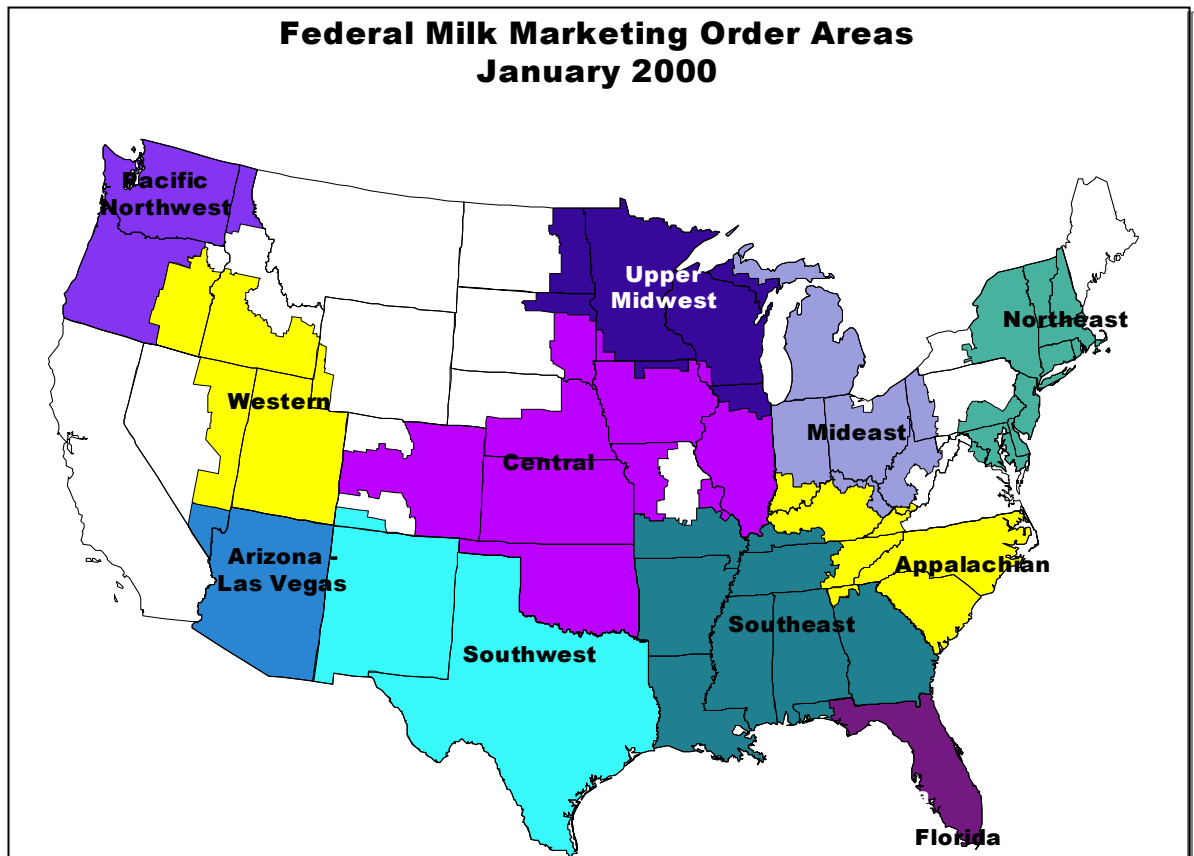 Federal Milk Marketing Order Areas
January 2000
Pacific
Northwest
Upper
Midwest
Northeast
Western
Mideast
Central
Arizona -
Las Vegas
Appalachian
Southeast
Southwest
Florida